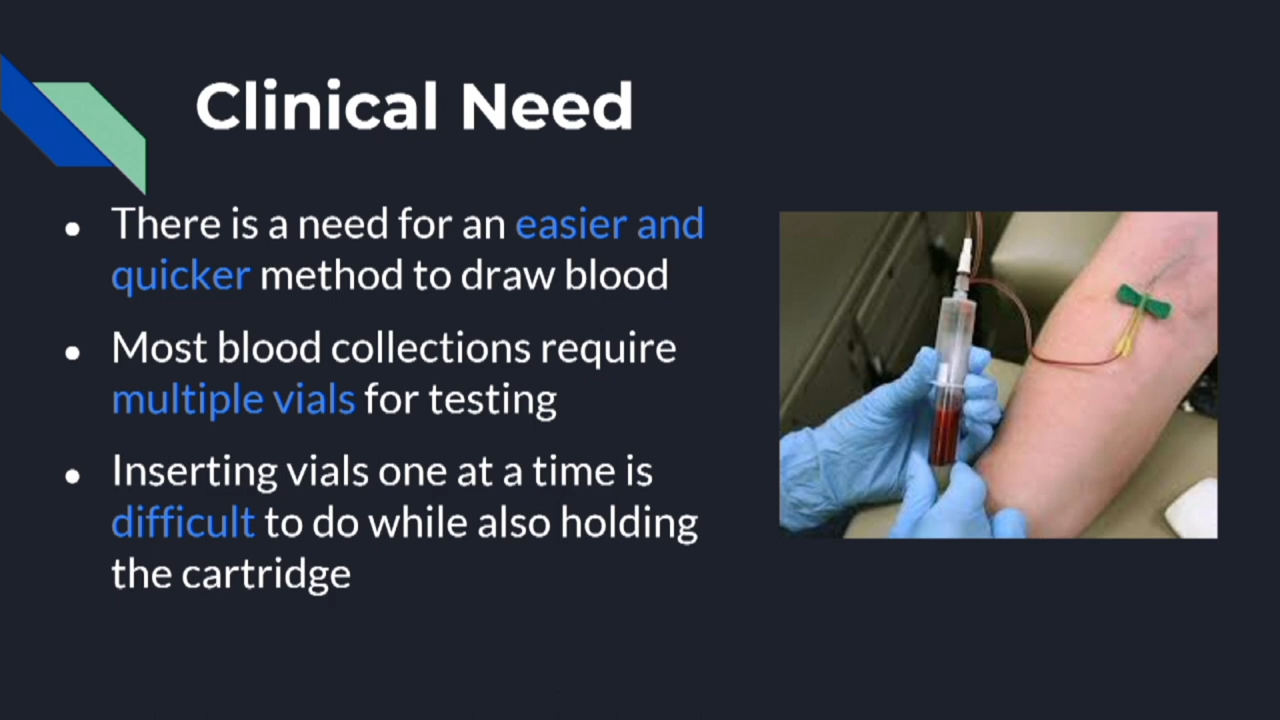 Clinical Need
● There is a need for an easier and
quicker method to draw blood
● Most blood collections require
multiple vials for testing
● Inserting vials one at a time is
difficult to do while also holding
the cartridge